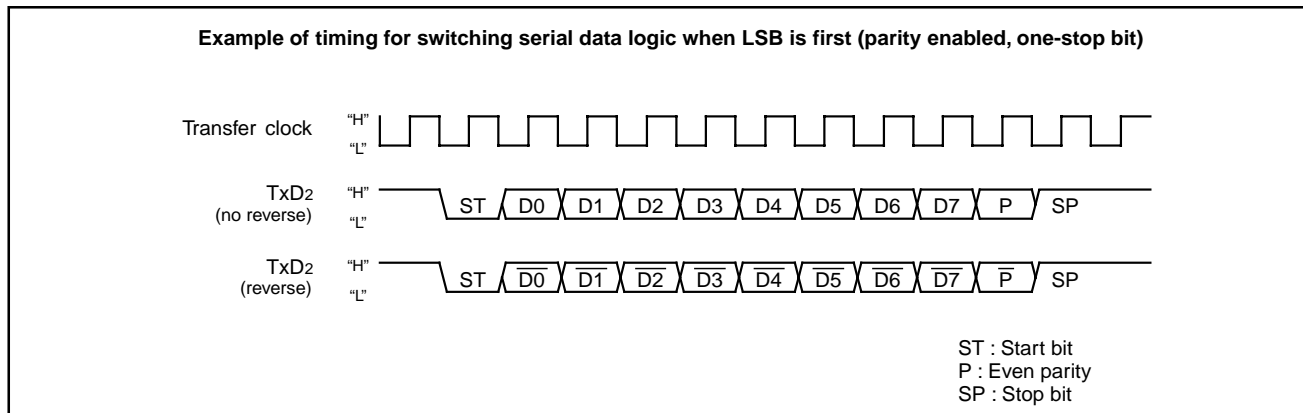 Example of timing for switching serial data logic when LSB is first (parity enabled, one-stop bit)
Transfer clock “H”
“L”
TxD2 “H”
(no reverse) “L”
ST D0 D1 D2 D3 D4 D5 D6 D7 P SP
TxD2 “H”
(reverse) “L”
ST D0 D1 D2 D3 D4 D5 D6 D7 P SP
ST : Start bit
P : Even parity
SP : Stop bit